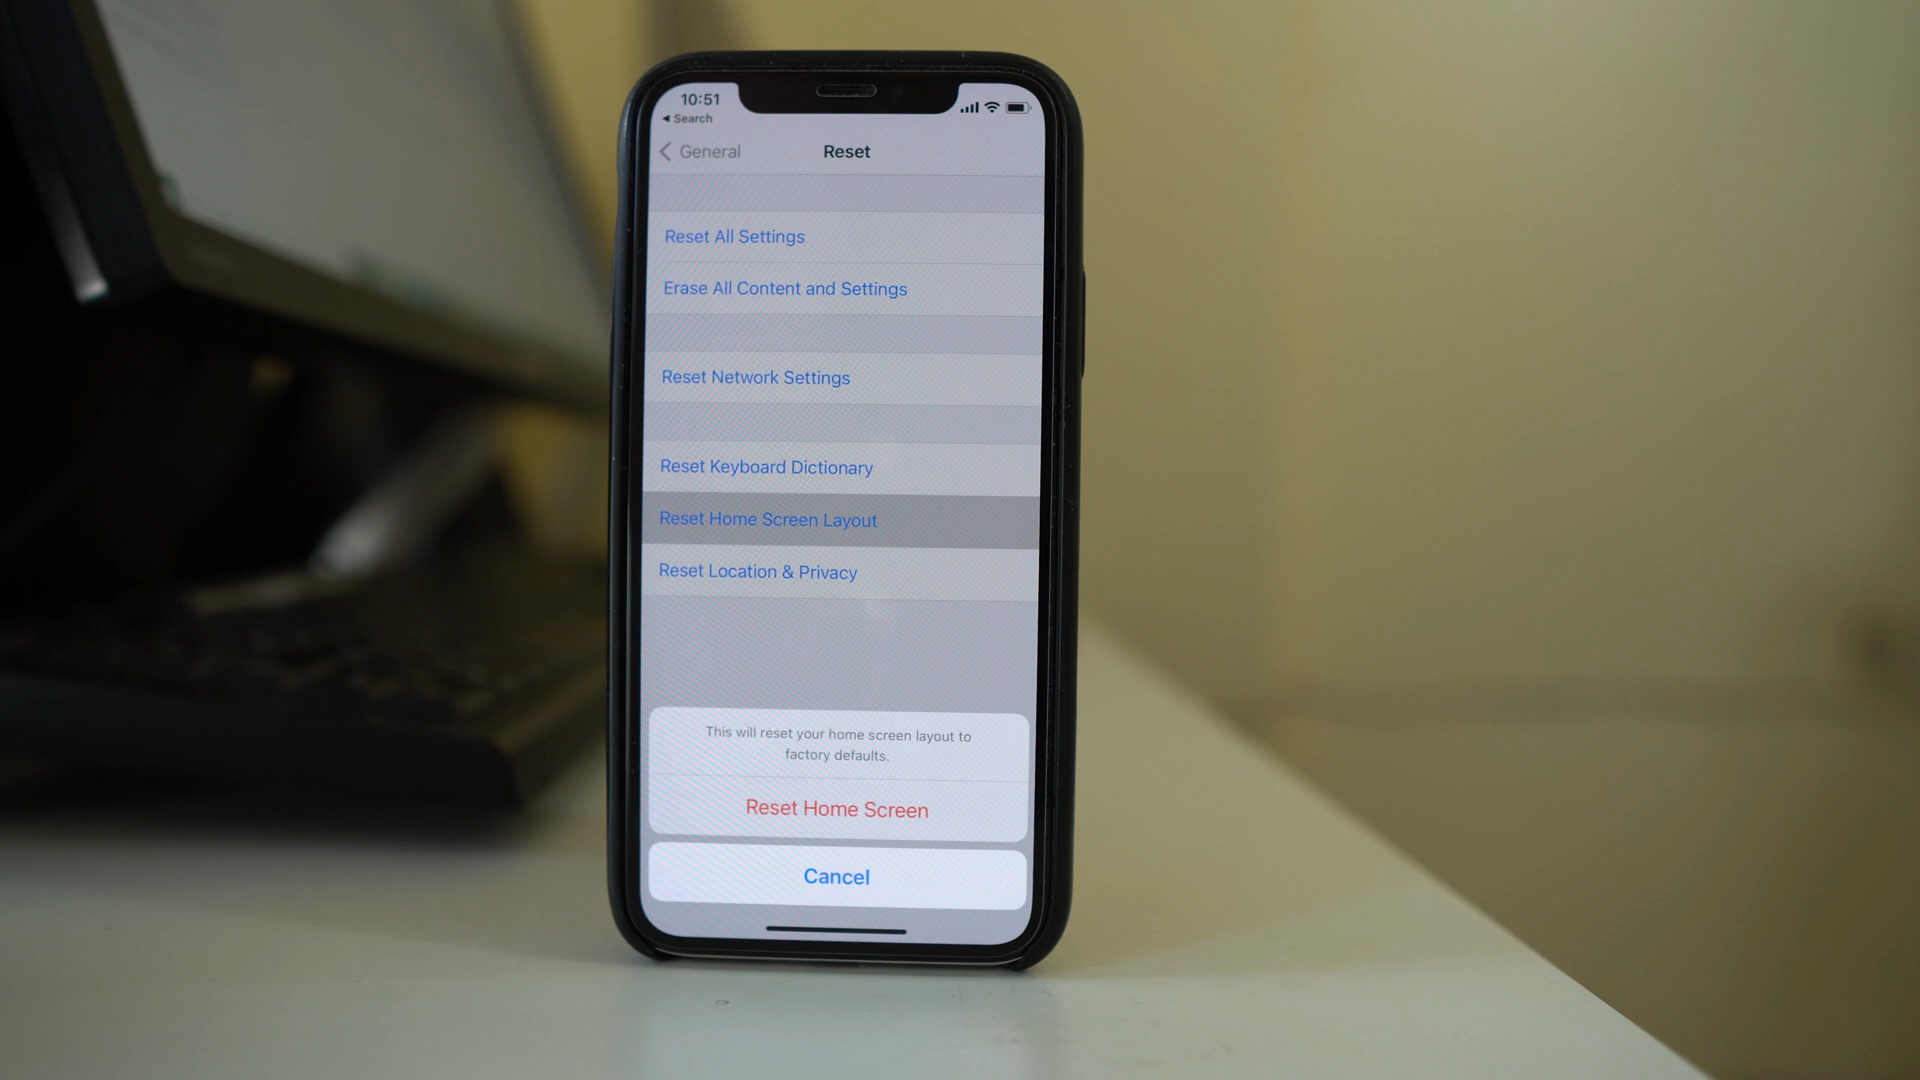 10:51
◀ Search
General
Reset
Reset All Settings
Erase All Content and Settings
Reset Network Settings
Reset Keyboard Dictionary
Reset Home Screen Layout
Reset Location & Privacy
This will reset your home screen layout to
factory defaults.
Reset Home Screen
Cancel